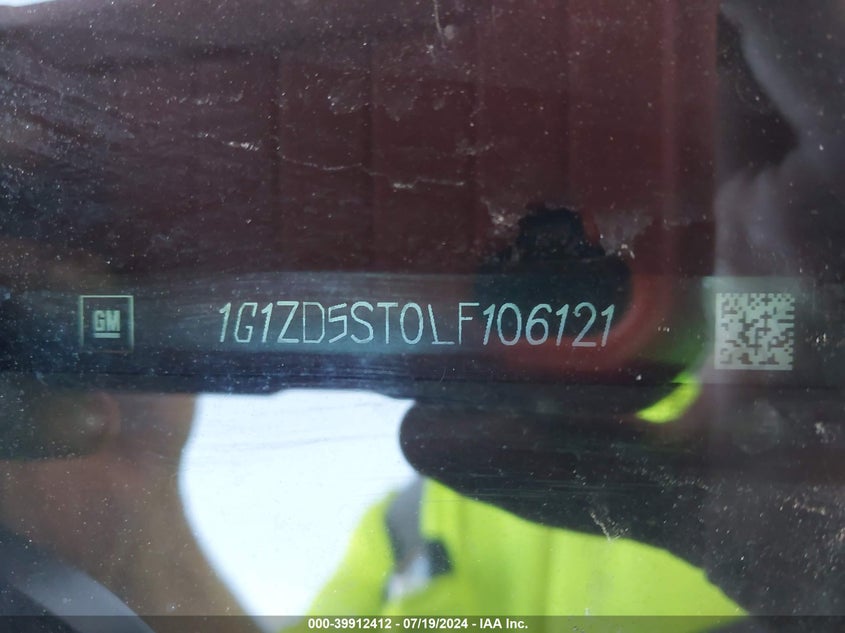 GM 1G1ZD5ST0LF106121
000-39912412 - 07/19/2024 - IAA Inc.